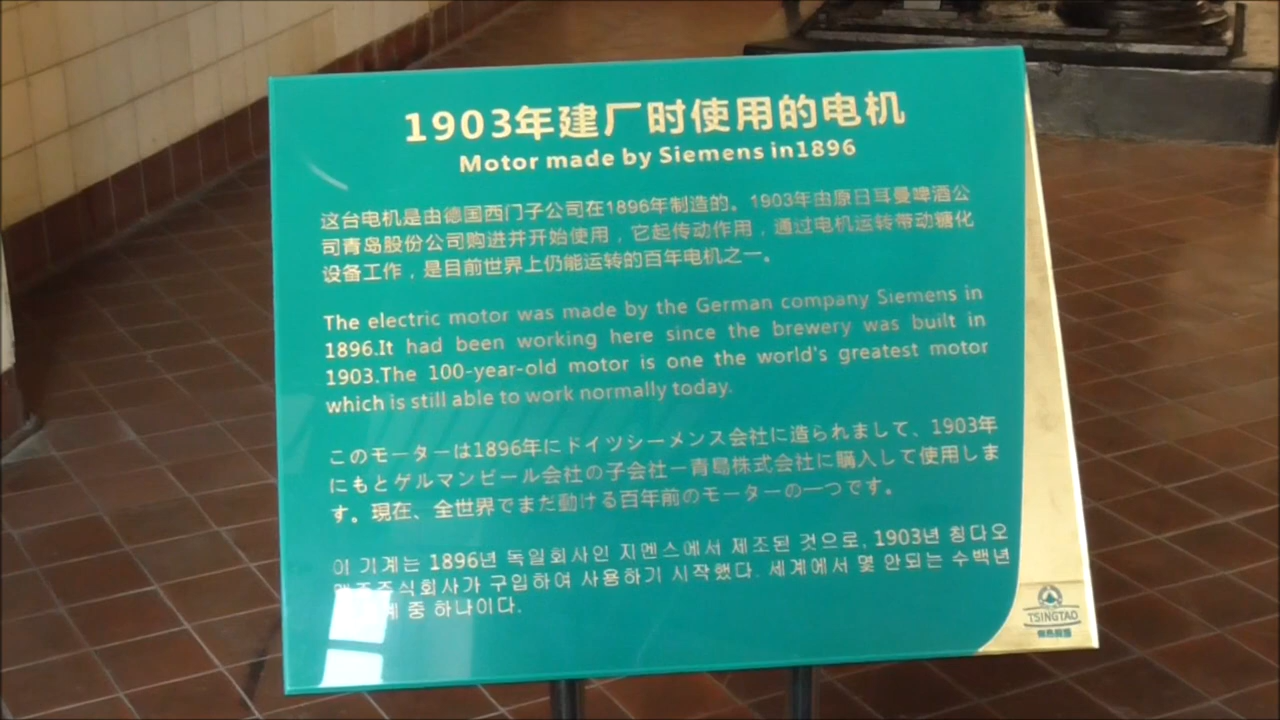 1903年建厂时使用的电机
Motor made by Siemens in1896
这台电机是由德国西门子公司在1896年制造的。1903年由原日耳曼啤酒公
司青岛股份公司购进并开始使用，它起传动作用，通过电机运转带动糖化
设备工作，是目前世界上仍能运转的百年电机之一。
The electric motor was made by the German company Siemens in
1896.It had been working here since the brewery was built in
1903.The 100-year-old motor is one the world's greatest motor
which is still able to work normally today.
このモーターは1896年にドイツシーメンス会社に造られまして、1903年
にもとゲルマンビール会社の子会社－青島株式会社に購入して使用しま
す。現在、全世界でまだ動ける百年前のモーターの一つです。
이 기계는 1896년 독일회사인 지멘스에서 제조된 것으로, 1903년 칭다오
가 구입하여 사용하기 시작했다. 세계에서 몇 안되는 수백년
중 하나이다.
TSINGTAO